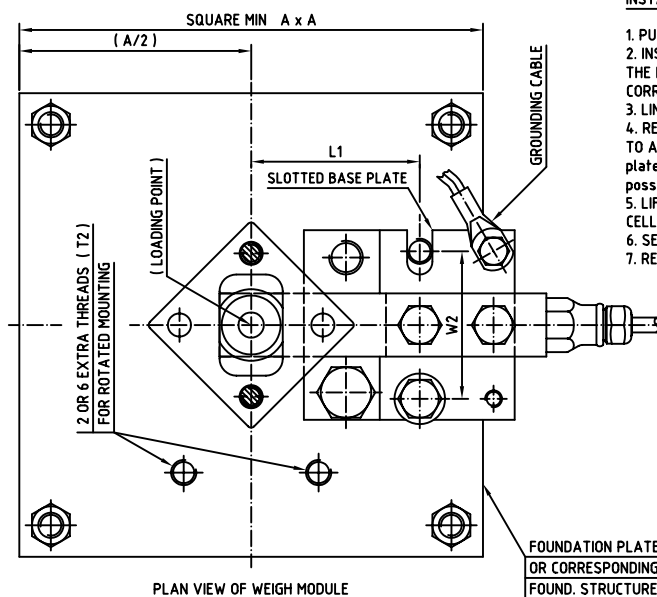 SQUARE MIN A x A
( A/2 )
GROUNDING CABLE
L1
SLOTTED BASE PLATE
( LOADING POINT )
2 OR 6 EXTRA THREADS ( T2 )
FOR ROTATED MOUNTING
W2
1. PU
2. INS
THE
CORR
3. LIN
4. RE
TO A
plate
poss
5. LIF
CELL
6. SE
7. RE
FOUNDATION PLATE
OR CORRESPONDING
FOUND. STRUCTURE
PLAN VIEW OF WEIGH MODULE